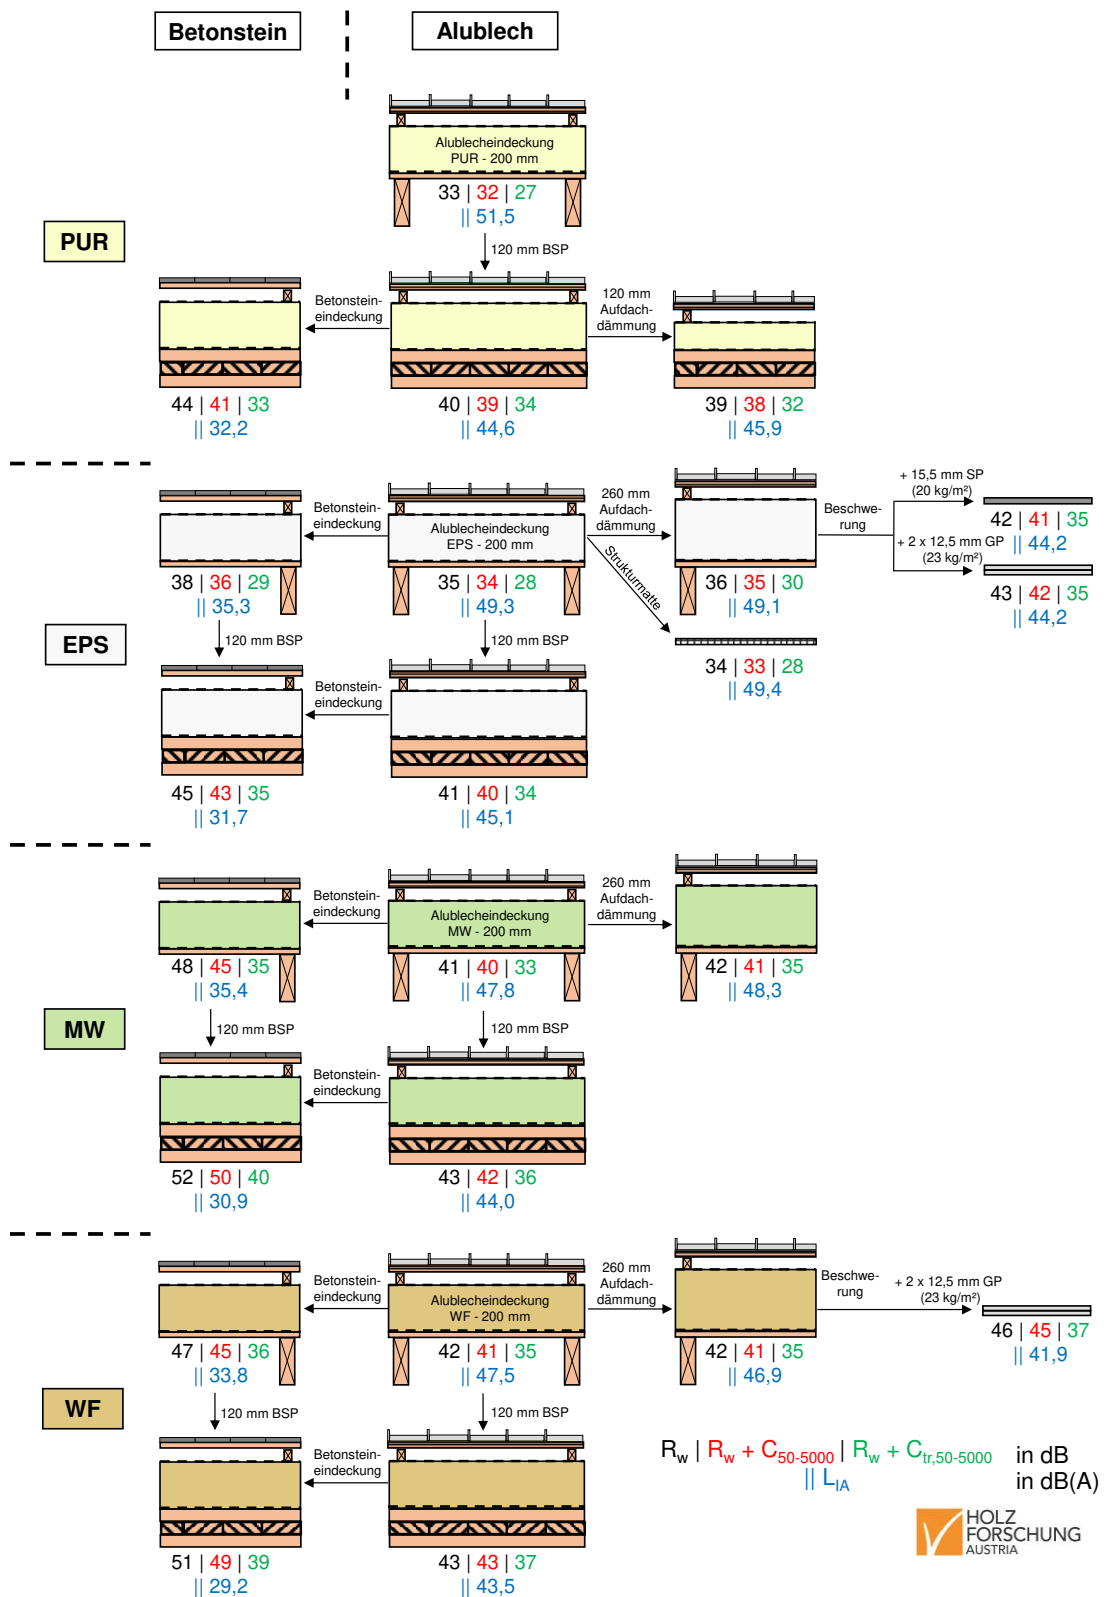 Betonstein
Alublech
Alublecheindeckung
PUR - 200 mm
33 | 32 | 27
|| 51,5
PUR
120 mm BSP
Betonstein-
eindeckung
120 mm
Aufdach-
dämmung
44 | 41 | 33
|| 32,2
40 | 39 | 34
|| 44,6
39 | 38 | 32
|| 45,9
Betonstein-
eindeckung
Alublecheindeckung
EPS - 200 mm
260 mm
Aufdach-
dämmung
Beschwe-
rung
+ 15,5 mm SP
(20 kg/m²)
42 | 41 | 35
|| 44,2
+ 2 x 12,5 mm GP
(23 kg/m²)
43 | 42 | 35
|| 44,2
Strukturmatte
38 | 36 | 29
|| 35,3
35 | 34 | 28
|| 49,3
36 | 35 | 30
|| 49,1
EPS
120 mm BSP
120 mm BSP
34 | 33 | 28
|| 49,4
Betonstein-
eindeckung
45 | 43 | 35
|| 31,7
41 | 40 | 34
|| 45,1
Betonstein-
eindeckung
Alublecheindeckung
MW - 200 mm
260 mm
Aufdach-
dämmung
48 | 45 | 35
|| 35,4
41 | 40 | 33
|| 47,8
42 | 41 | 35
|| 48,3
MW
120 mm BSP
120 mm BSP
Betonstein-
eindeckung
52 | 50 | 40
|| 30,9
43 | 42 | 36
|| 44,0
Betonstein-
eindeckung
Alublecheindeckung
WF - 200 mm
260 mm
Aufdach-
dämmung
Beschwe-
rung
+ 2 x 12,5 mm GP
(23 kg/m²)
46 | 45 | 37
|| 41,9
47 | 45 | 36
|| 33,8
42 | 41 | 35
|| 47,5
42 | 41 | 35
|| 46,9
WF
120 mm BSP
120 mm BSP
Betonstein-
eindeckung
51 | 49 | 39
|| 29,2
43 | 43 | 37
|| 43,5
Rw | Rw + C50-5000 | Rw + Ctr,50-5000 in dB
|| LIA in dB(A)
HOLZ
FORSCHUNG
AUSTRIA